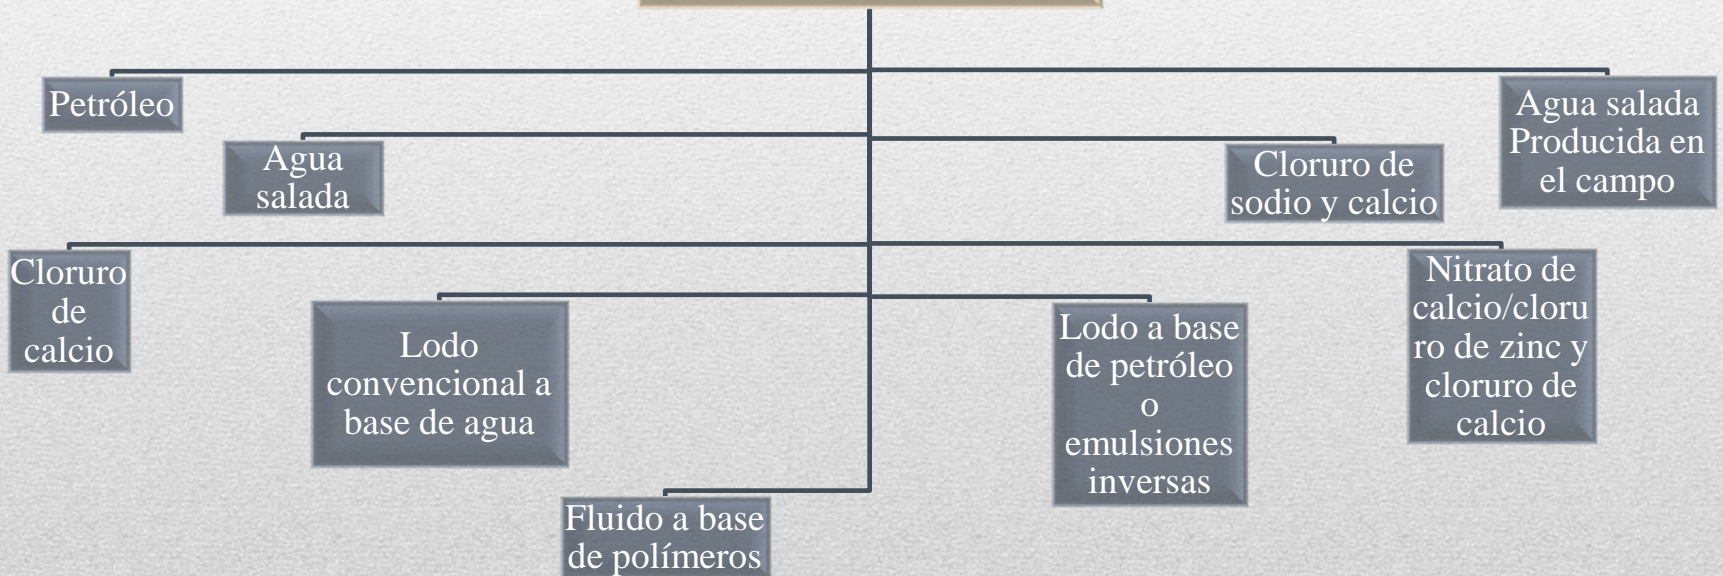 Petróleo
Agua salada
Producida en
el campo
Agua
salada
Cloruro de
sodio y calcio
Cloruro
de
calcio
Nitrato de
calcio/cloru
ro de zinc y
cloruro de
calcio
Lodo
convencional a
base de agua
Lodo a base
de petróleo
o
emulsiones
inversas
Fluido a base
de polímeros